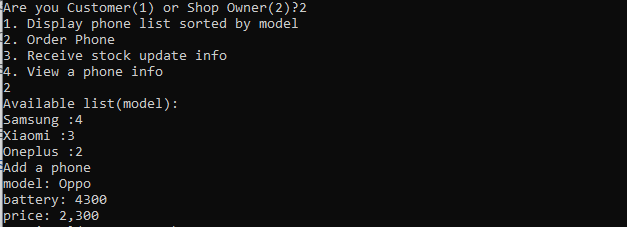 Are you Customer(1) or Shop Owner(2)?2
1. Display phone list sorted by model
2. Order Phone
3. Receive stock update info
4. View a phone info
2
Available list(model):
Samsung :4
Xiaomi :3
Oneplus :2
Add a phone
model: Oppo
battery: 4300
price: 2,300